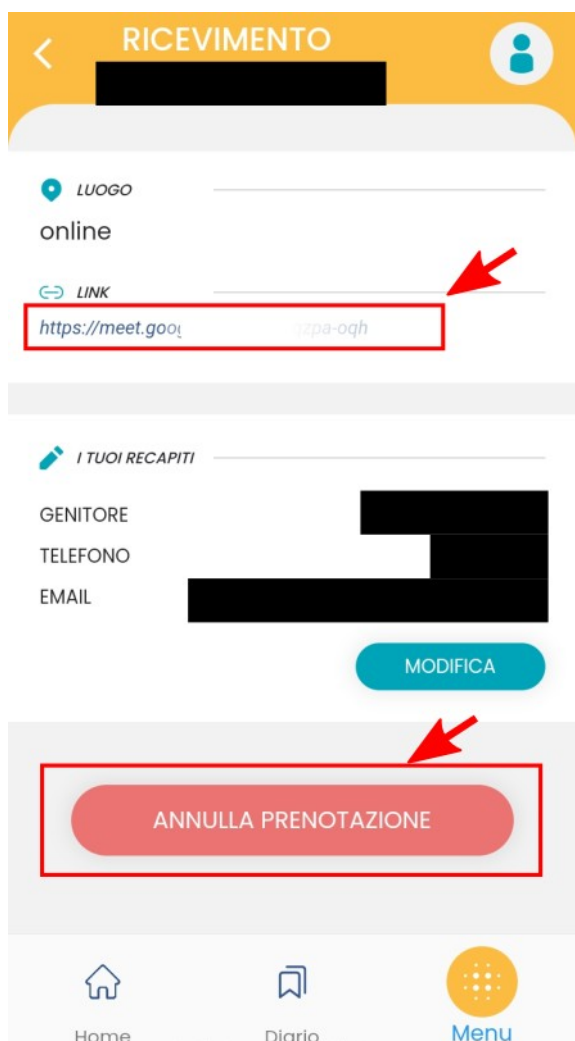 RICEVIMENTO
LUOGO
online
LINK
https://meet.goog zpa-oqh
I TUOI RECAPITI
GENITORE
TELEFONO
EMAIL
MODIFICA
ANNULLA PRENOTAZIONE
Home Diario Menu